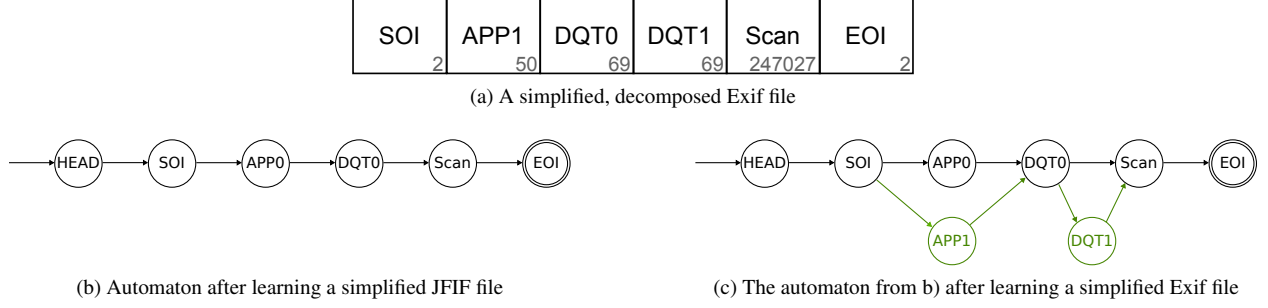 SOI APP1 DQT0 DQT1 Scan EOI
2 50 69 69 247027 2
(a) A simplified, decomposed Exif file
HEAD SOI APP0 DQT0 Scan EOI
(b) Automaton after learning a simplified JFIF file
HEAD SOI APP0 DQT0 Scan EOI
APP1 DQT1
(c) The automaton from b) after learning a simplified Exif file